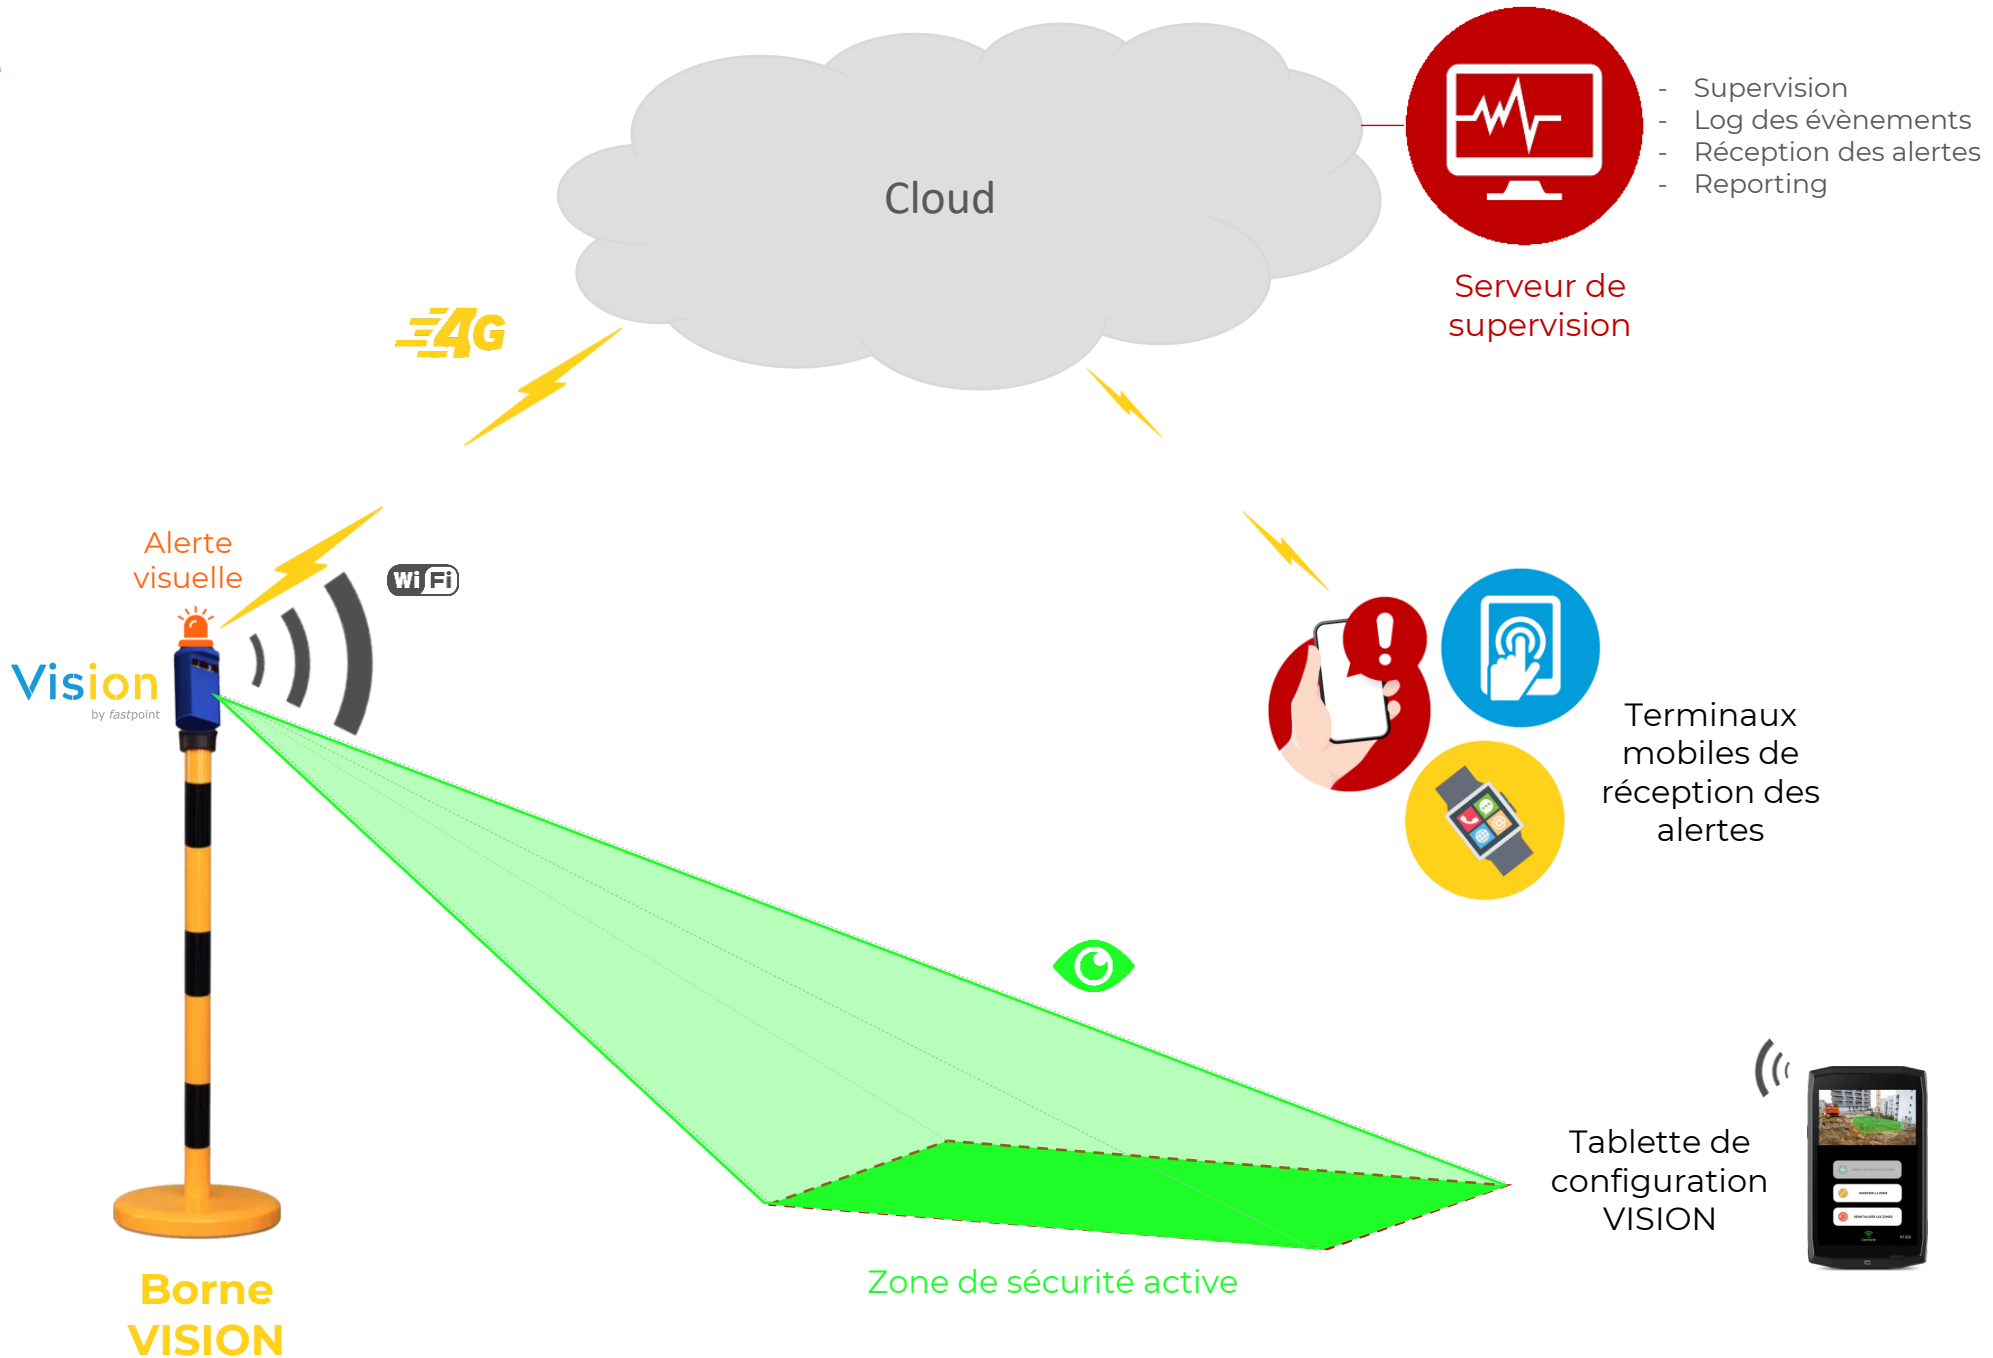 Cloud
- Supervision
- Log des évènements
- Réception des alertes
- Reporting
Serveur de
supervision
4G
Alerte
visuelle
Wi Fi
Vision
by fastpoint
Terminaux
mobiles de
réception des
alertes
Tablette de
configuration
VISION
Zone de sécurité active
Borne
VISION